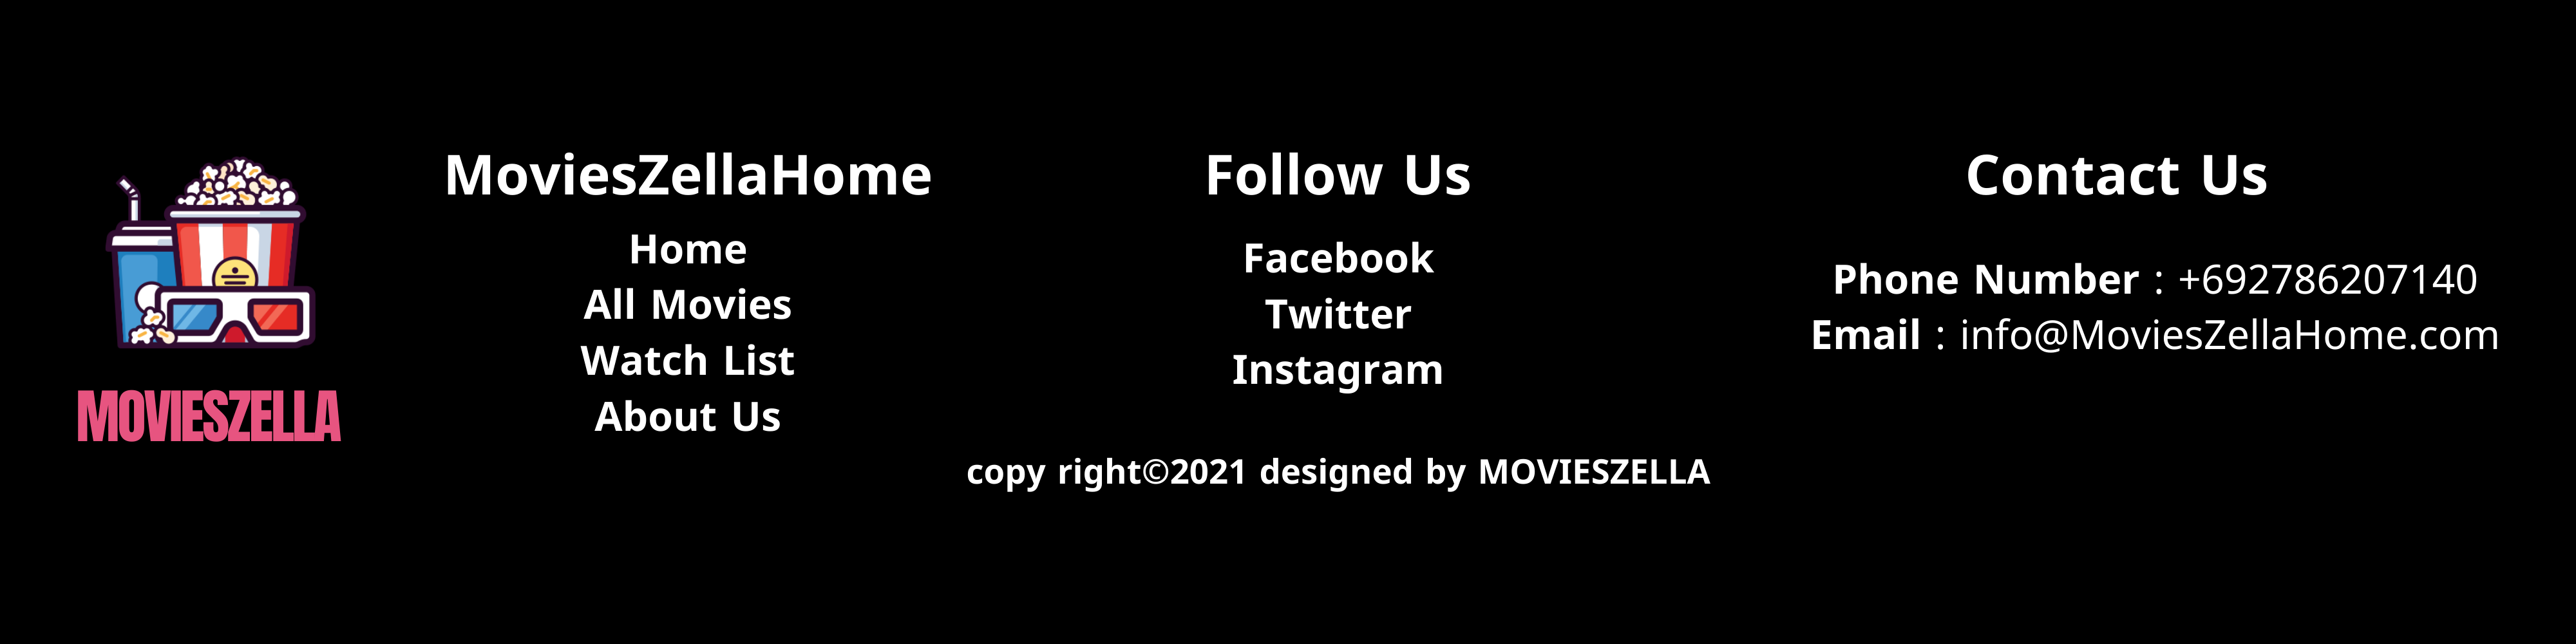 MOVIESZELLA
MoviesZellaHome
Home
All Movies
Watch List
About Us
Follow Us
Facebook
Twitter
Instagram
Contact Us
Phone Number : +692786207140
Email : info@MoviesZellaHome.com
copy right©2021 designed by MOVIESZELLA